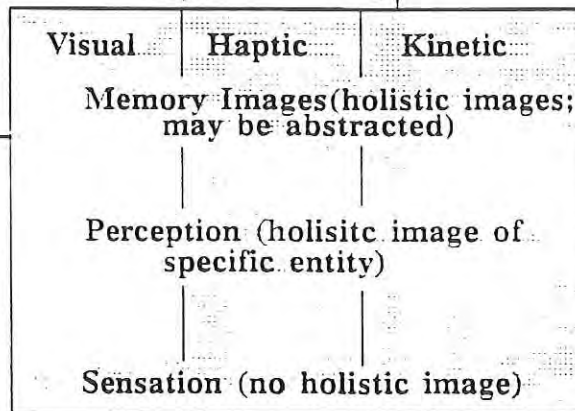 Visual Haptic Kinetic
Memory Images(holistic images;
may be abstracted)
Perception (holisitc image of
specific entity)
Sensation (no holistic image)